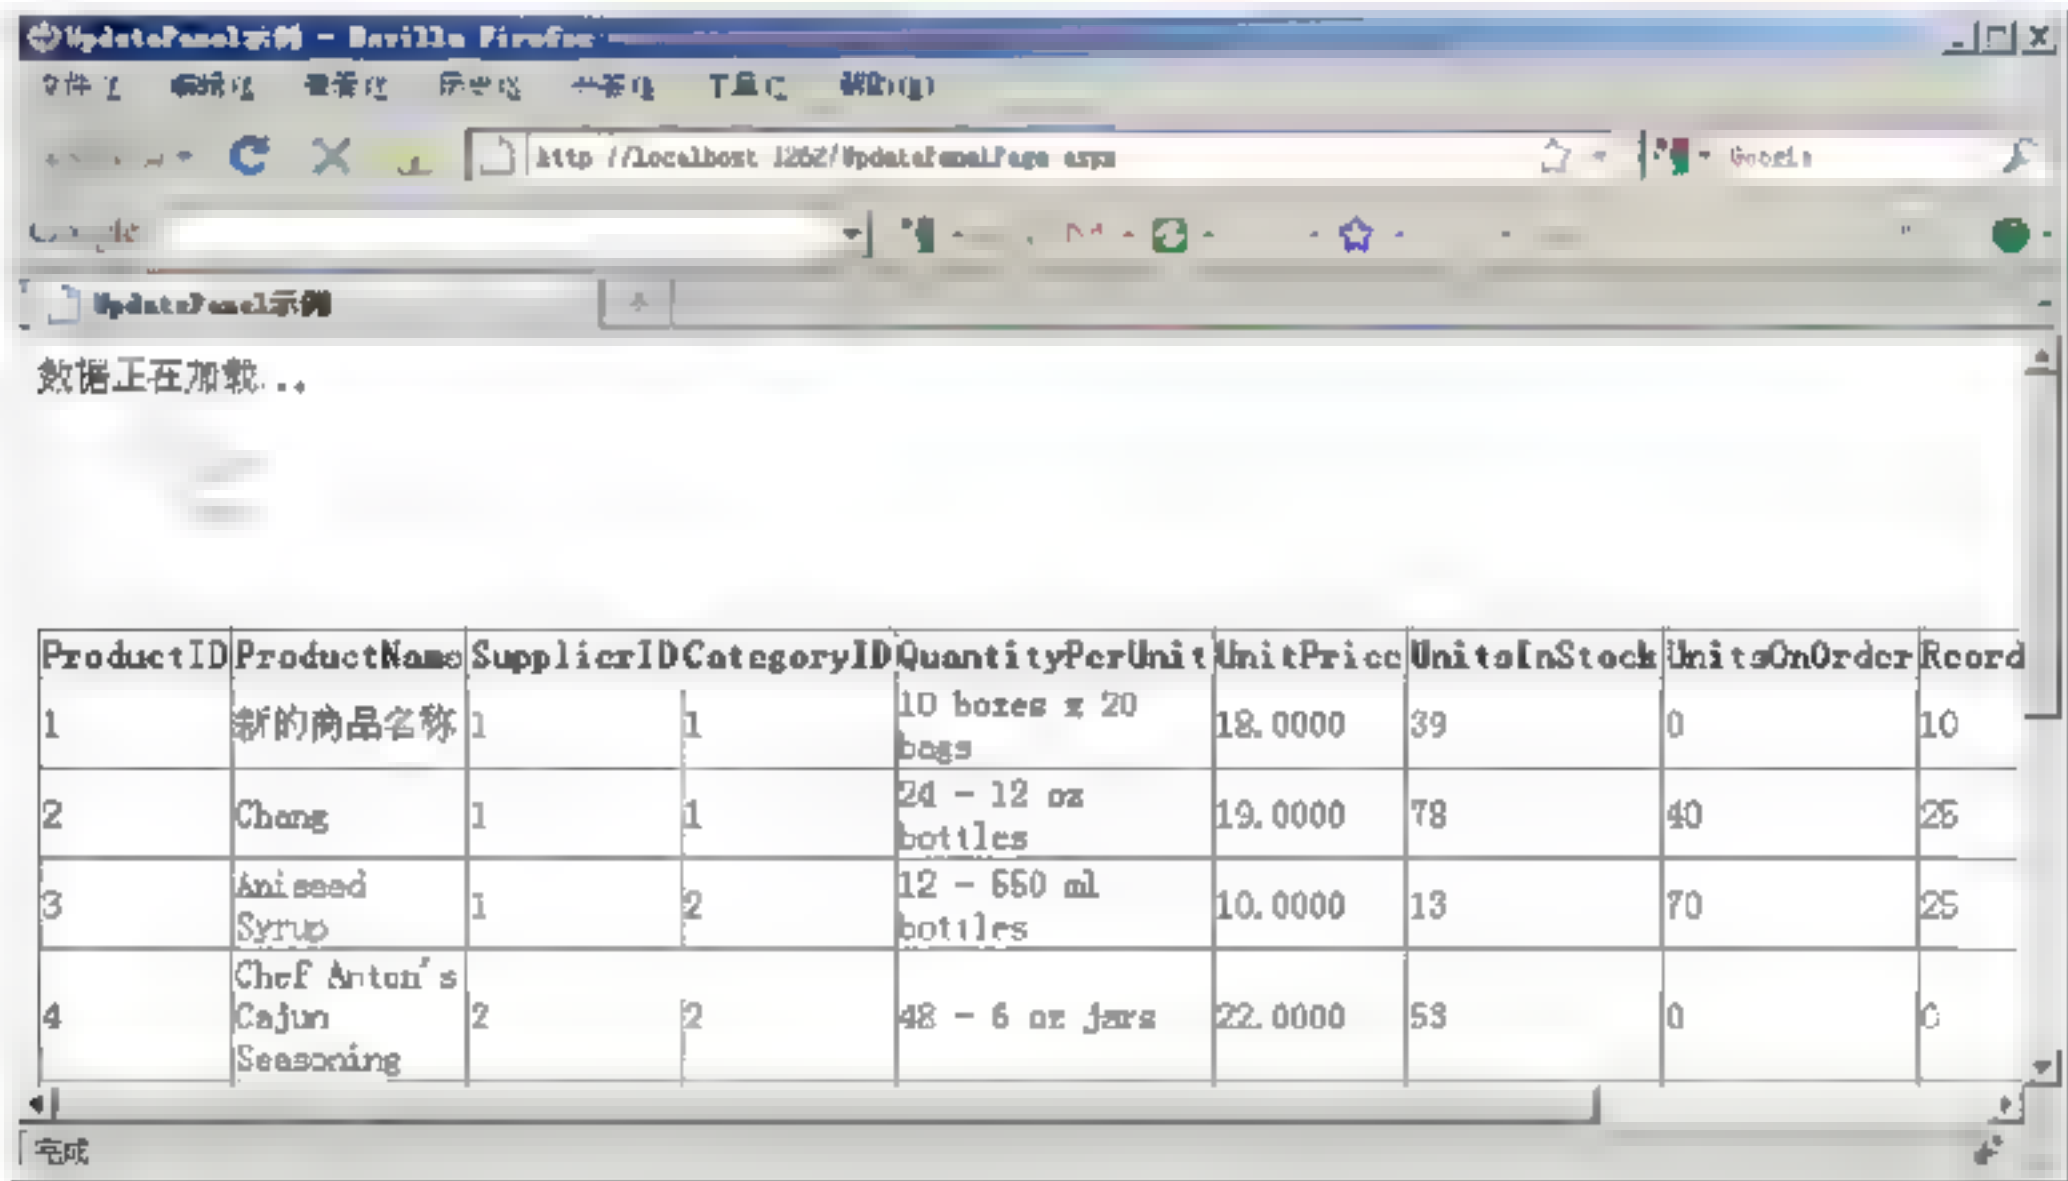 UpdatePanel示例 - Mozilla Firefox
工具
http://localhost:1262/UpdatePanelPage.aspx
Google
UpdatePanel示例
数据正在加载...
ProductID ProductName SupplierID CategoryID QuantityPerUnit UnitPrice UnitsInStock UnitsOnOrder Reord
1 新的商品名称 1 1 10 boxes x 20 bags 18.0000 39 0 10
2 Chang 1 1 24 - 12 oz bottles 19.0000 78 40 25
3 Aniseed Syrup 1 2 12 - 550 ml bottles 10.0000 13 70 25
4 Chef Anton's Cajun Seasoning 2 2 48 - 6 oz jars 22.0000 53 0 0
完成